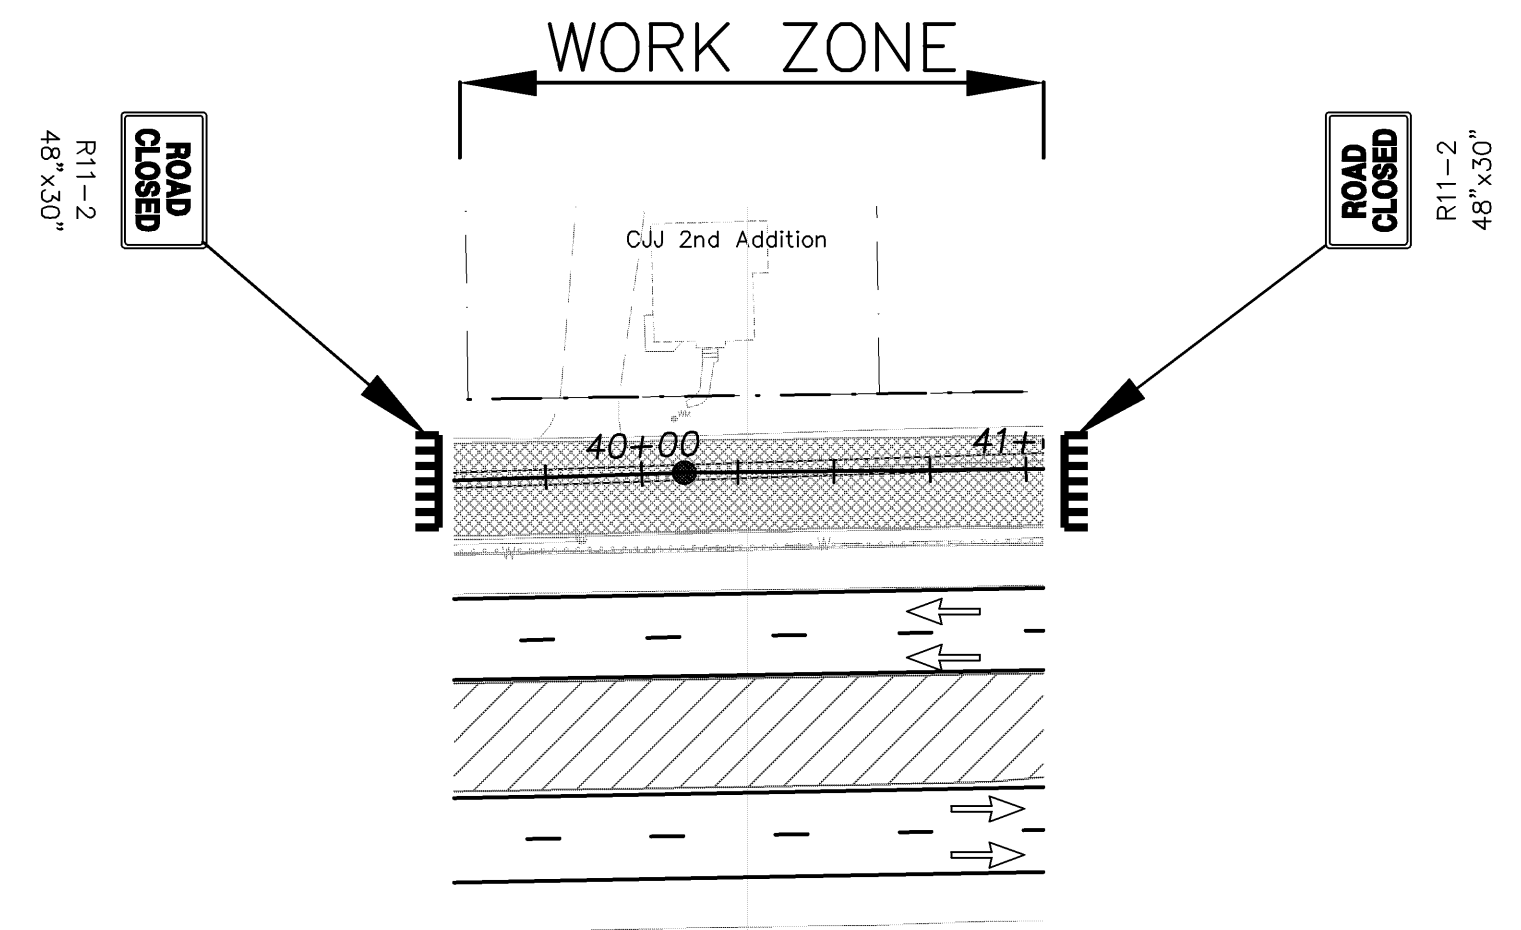 WORK ZONE
ROAD
CLOSED
R11-2
48"x30"
ROAD
CLOSED
R11-2
48"x30"
CJJ 2nd Addition
WM
40+00
41+
W
W